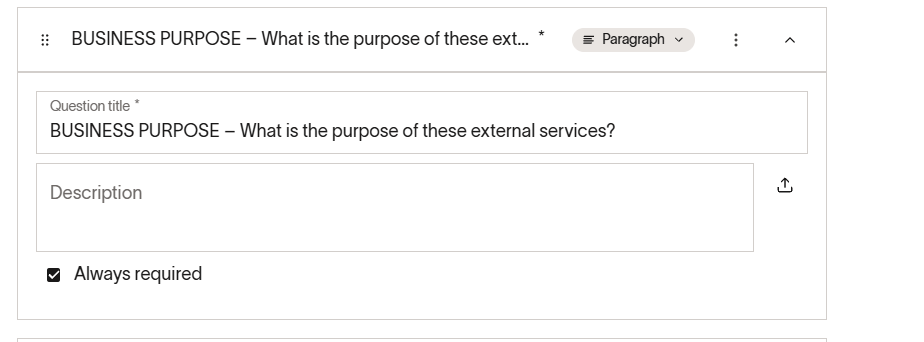 BUSINESS PURPOSE – What is the purpose of these ext... *
Paragraph
Question title *
BUSINESS PURPOSE – What is the purpose of these external services?
Description
Always required